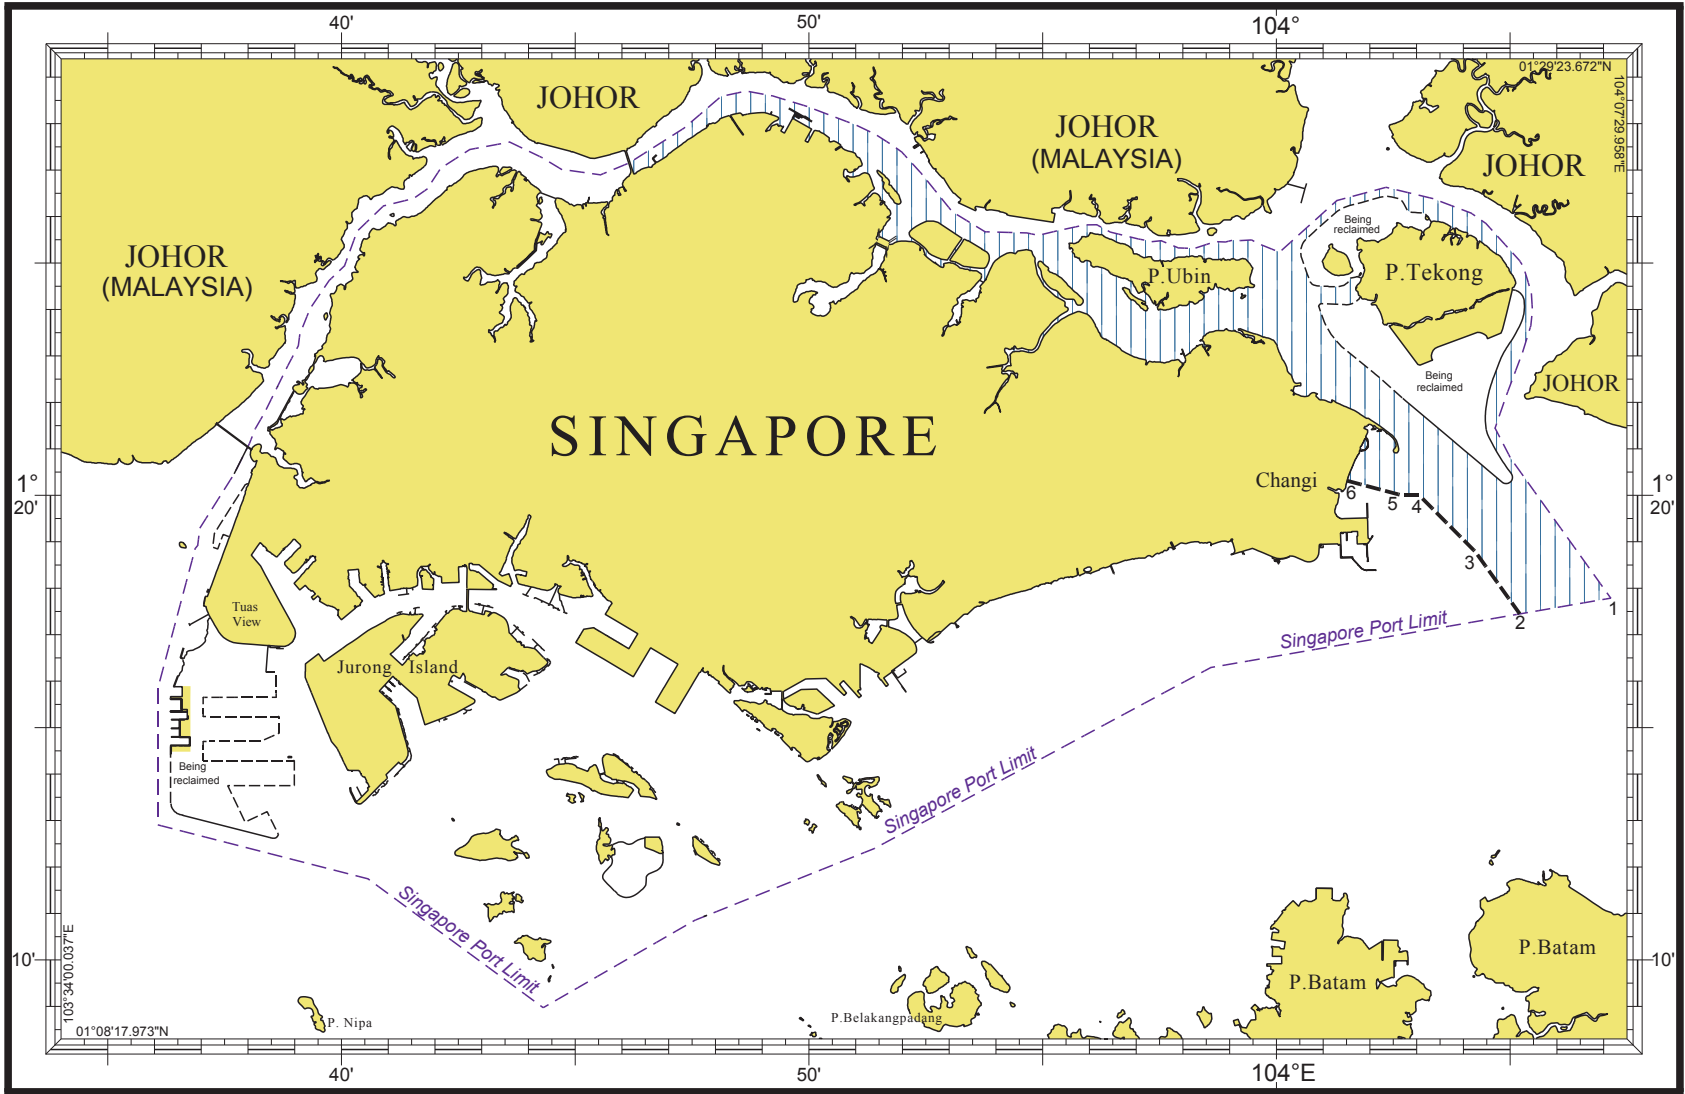 40'
50'
104°
01°29'23.672"N
104°07'29.958"E
JOHOR
JOHOR
(MALAYSIA)
JOHOR
JOHOR
(MALAYSIA)
Being
reclaimed
P.Ubin
P.Tekong
Being
reclaimed
JOHOR
SINGAPORE
Changi
1°
20'
1°
20'
6
5
4
3
2
1
Tuas
View
Jurong Island
Singapore Port Limit
Being
reclaimed
Singapore Port Limit
Singapore Port Limit
10'
10'
P.Batam
P.Batam
P. Nipa
P.Belakangpadang
103°34'00.037"E
01°08'17.973"N
40'
50'
104°E